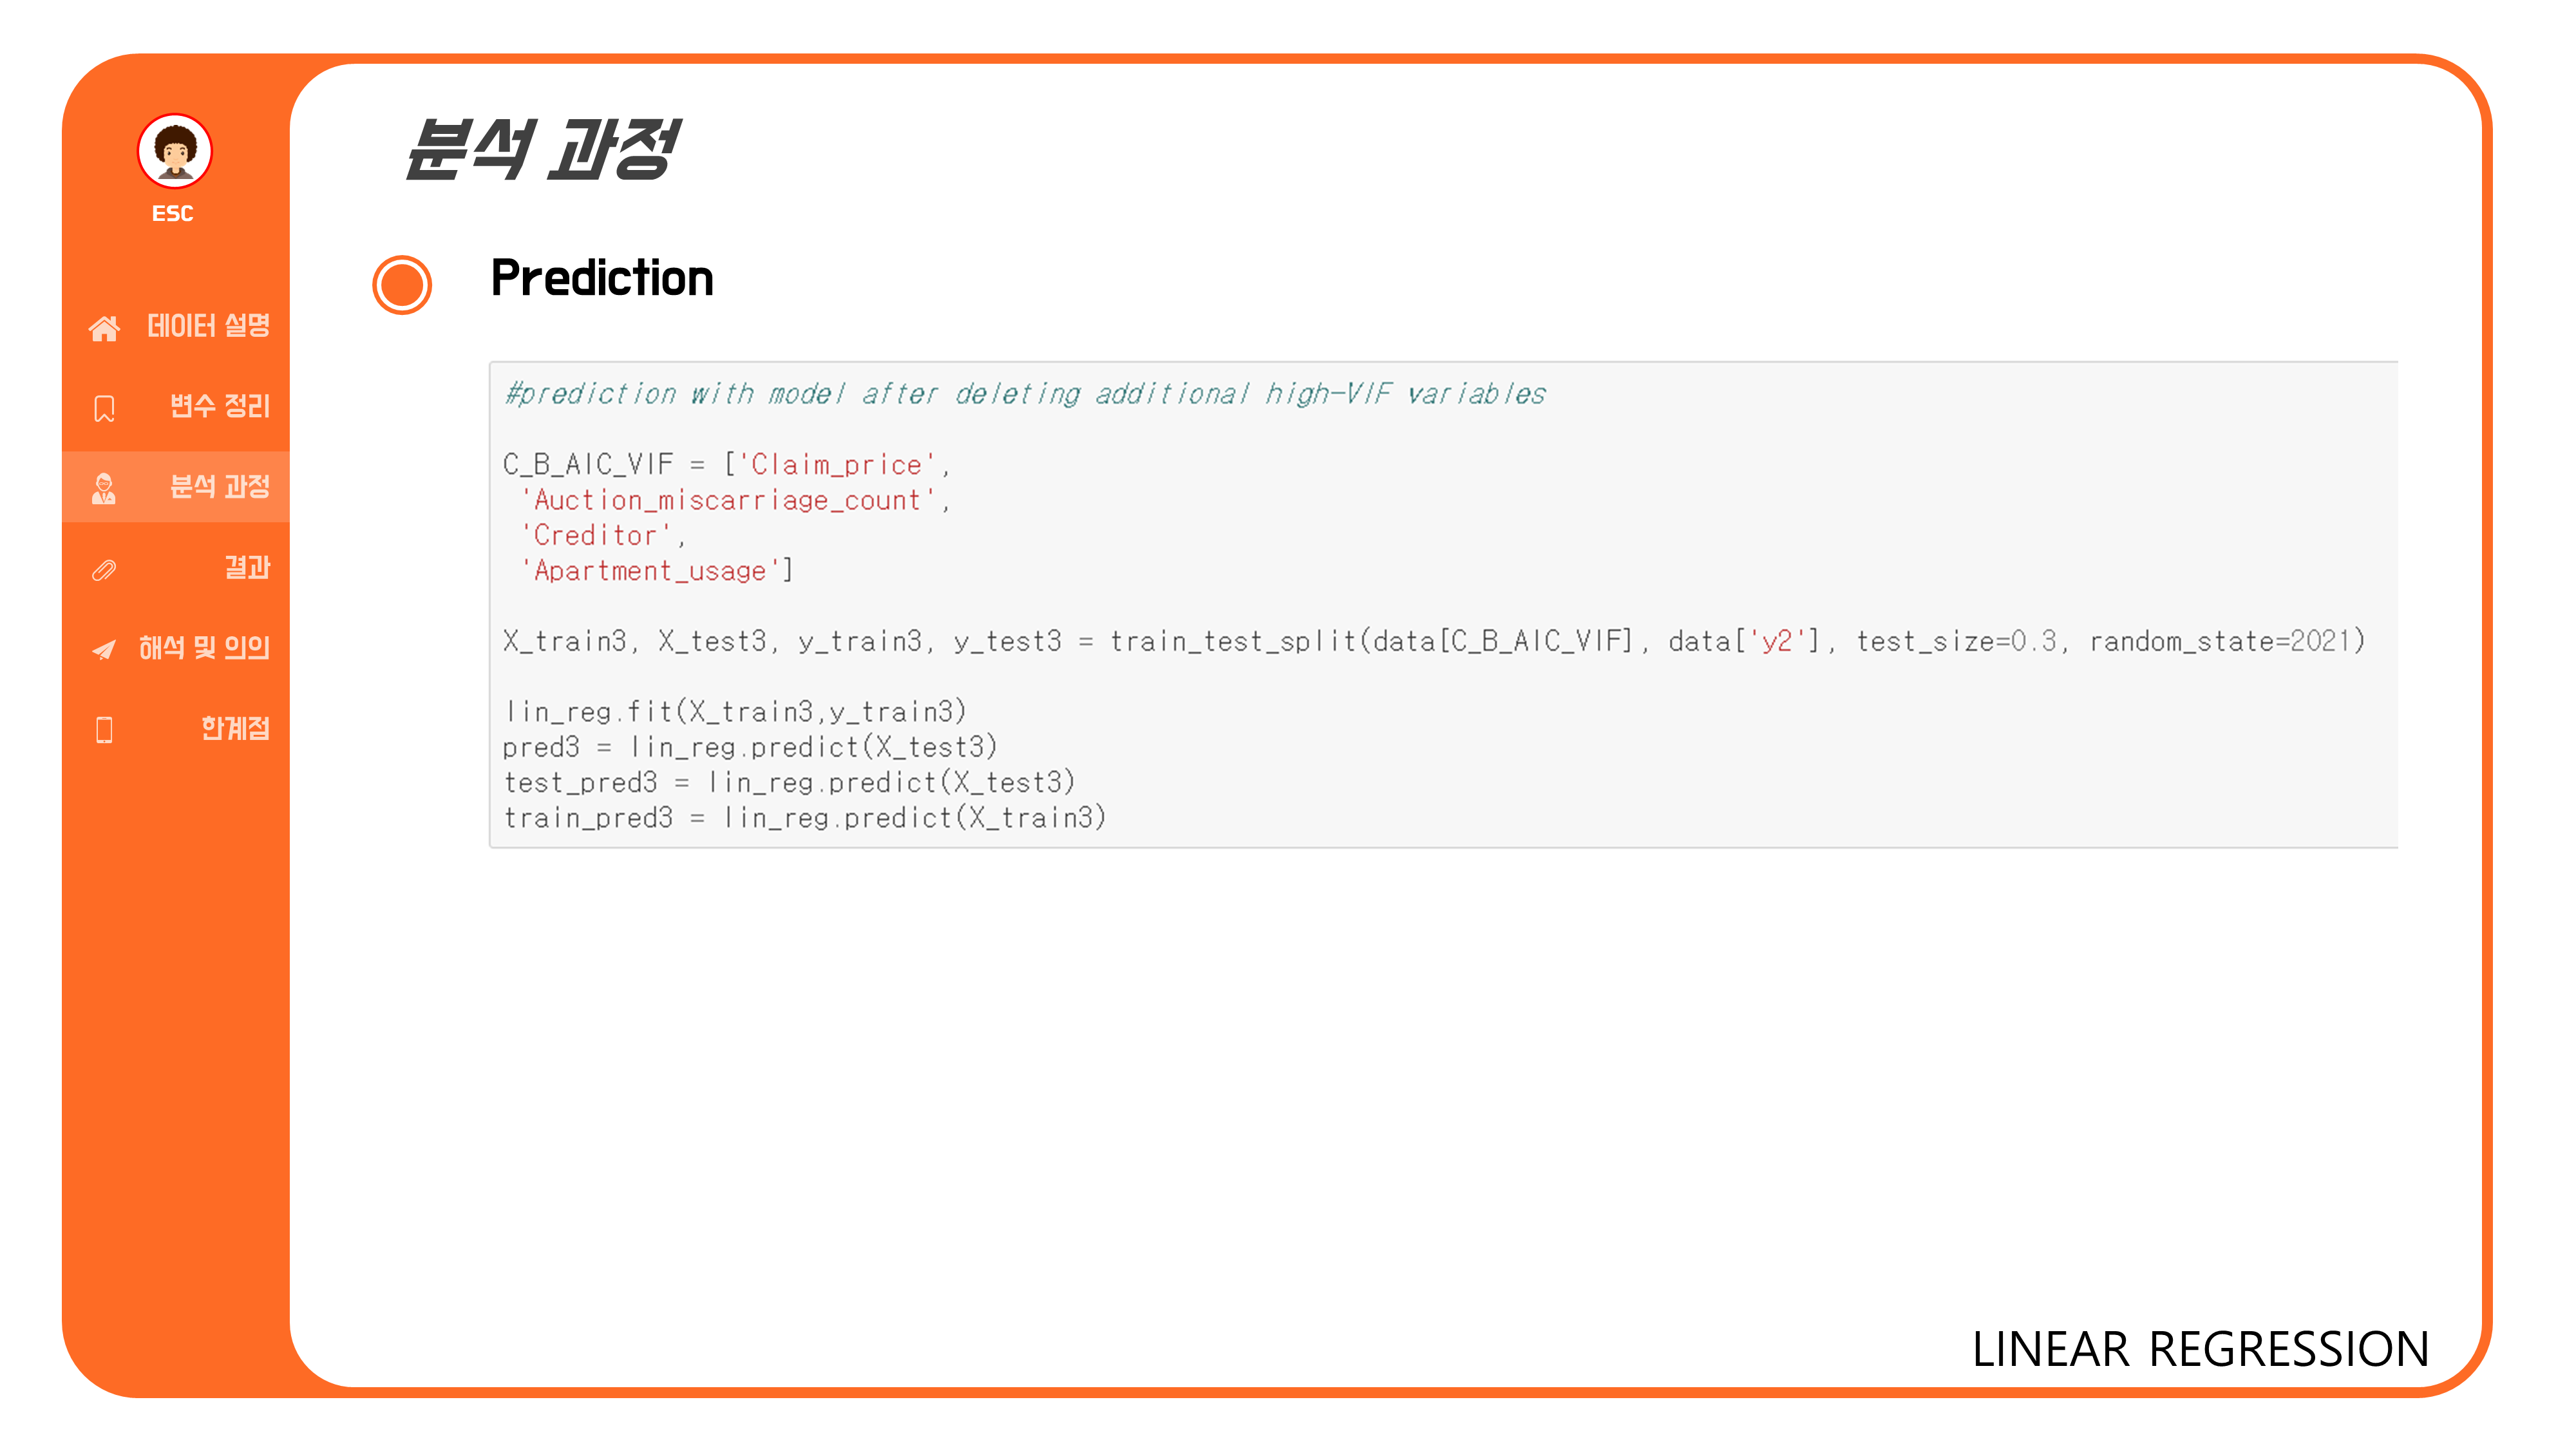 ESC
데이터 설명
변수 정리
분석 과정
결과
해석 및 의의
한계점
분석 과정
Prediction
#prediction with model after deleting additional high-VIF variables
C_B_AIC_VIF = ['Claim_price',
'Auction_miscarriage_count',
'Creditor',
'Apartment_usage']
X_train3, X_test3, y_train3, y_test3 = train_test_split(data[C_B_AIC_VIF], data['y2'], test_size=0.3, random_state=2021)
lin_reg.fit(X_train3,y_train3)
pred3 = lin_reg.predict(X_test3)
test_pred3 = lin_reg.predict(X_test3)
train_pred3 = lin_reg.predict(X_train3)
LINEAR REGRESSION